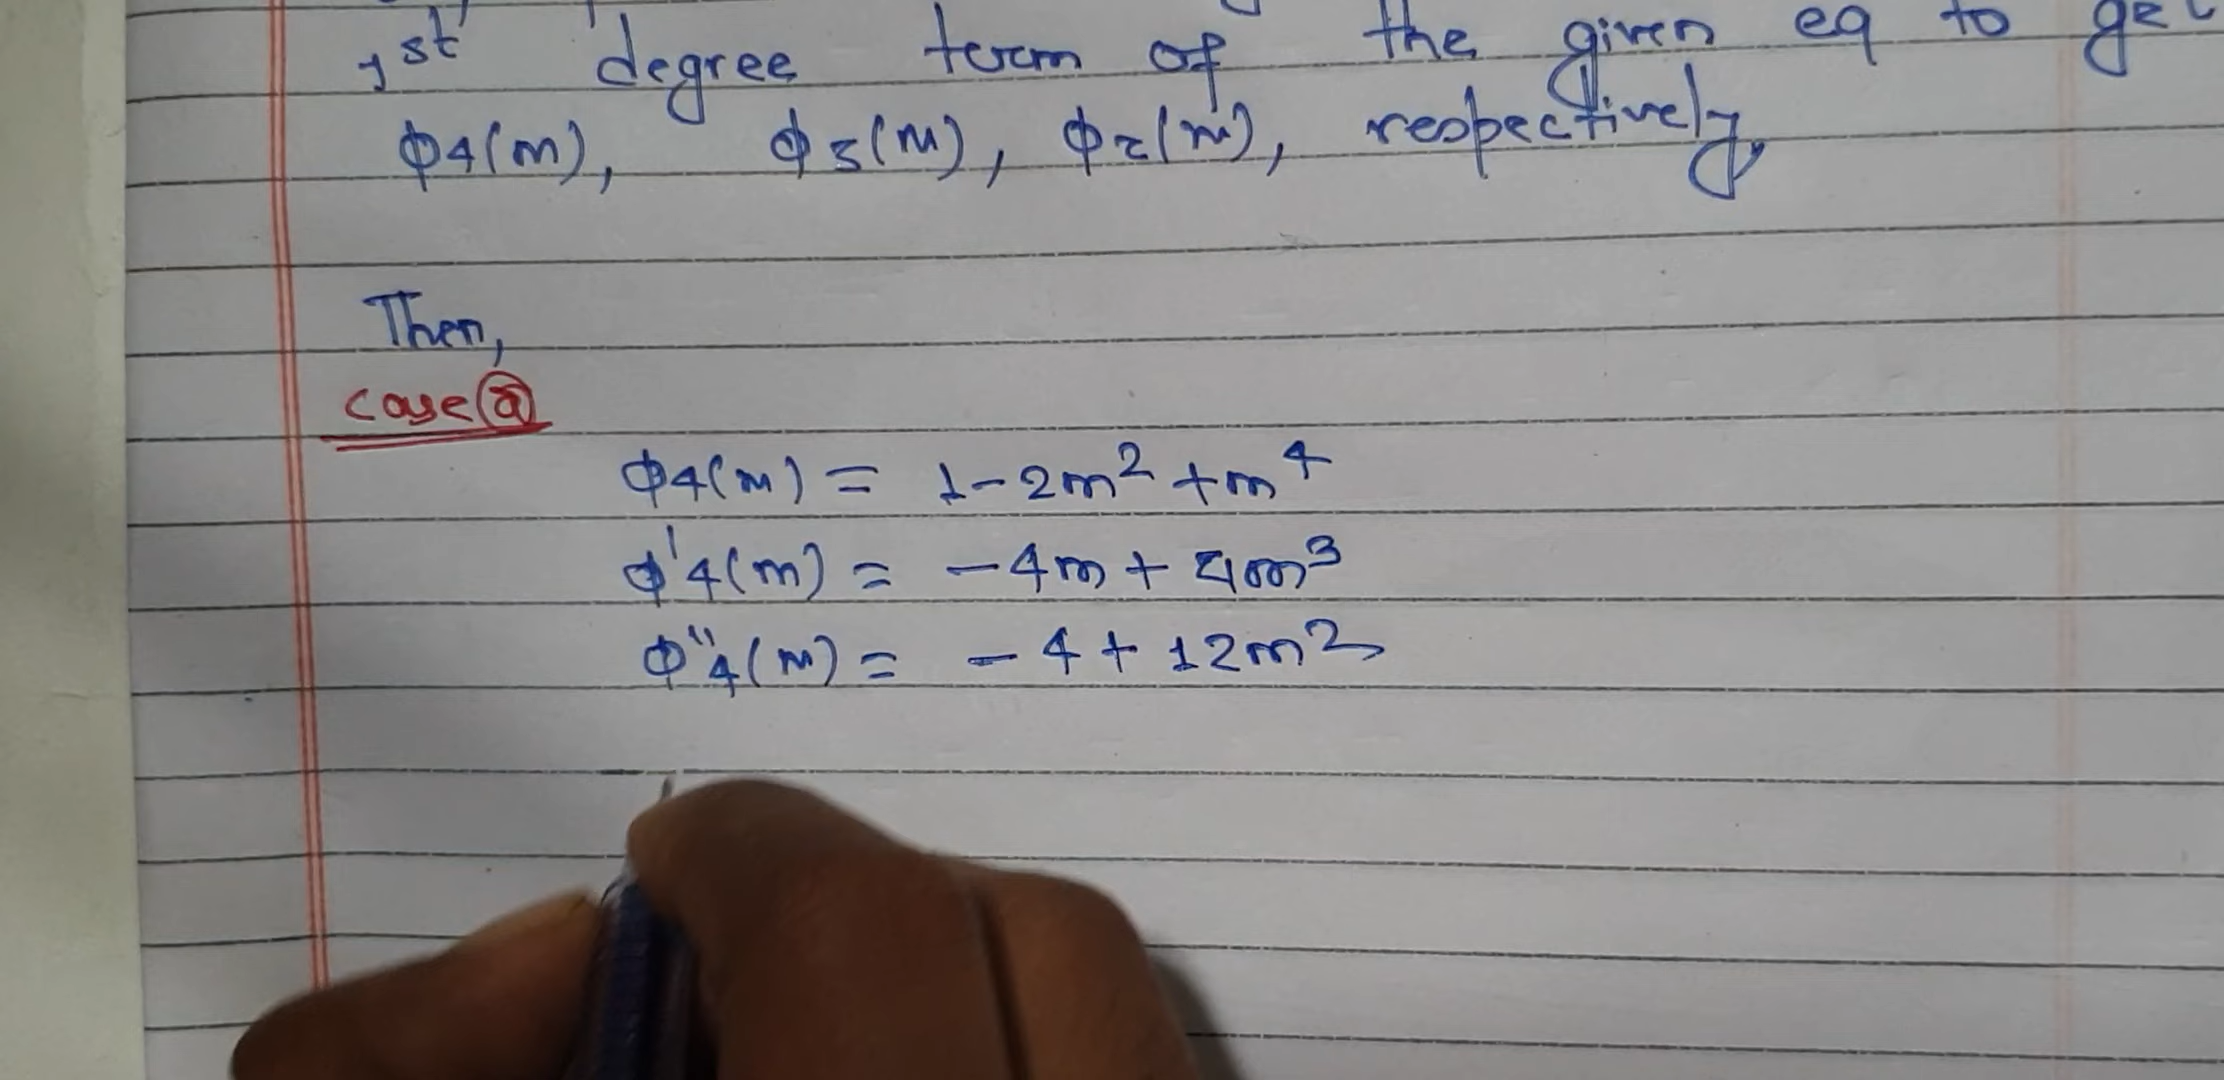 1st degree term of the given eq to get
Φ4(m), Φ3(m), Φ2(m), respectively
Then,
case ⓐ
Φ4(m) = 1 - 2m² + m⁴
Φ'4(m) = - 4m + 4m³
Φ"4(m) = - 4 + 12m²